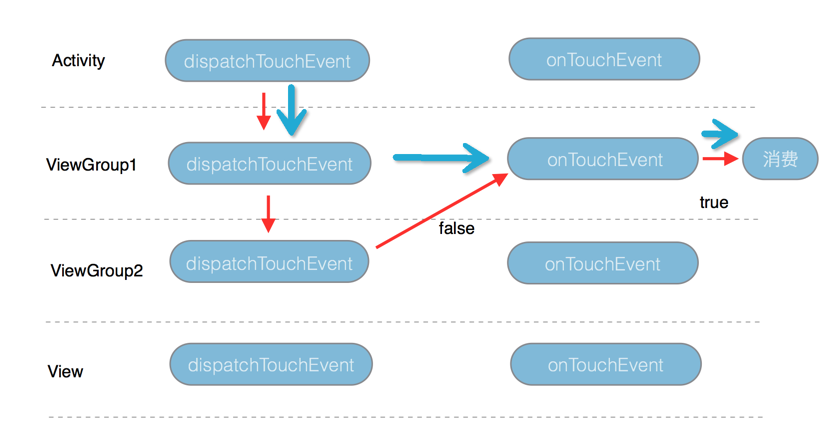 Activity
dispatchTouchEvent
onTouchEvent
ViewGroup1
dispatchTouchEvent
onTouchEvent
消费
true
false
ViewGroup2
dispatchTouchEvent
onTouchEvent
View
dispatchTouchEvent
onTouchEvent